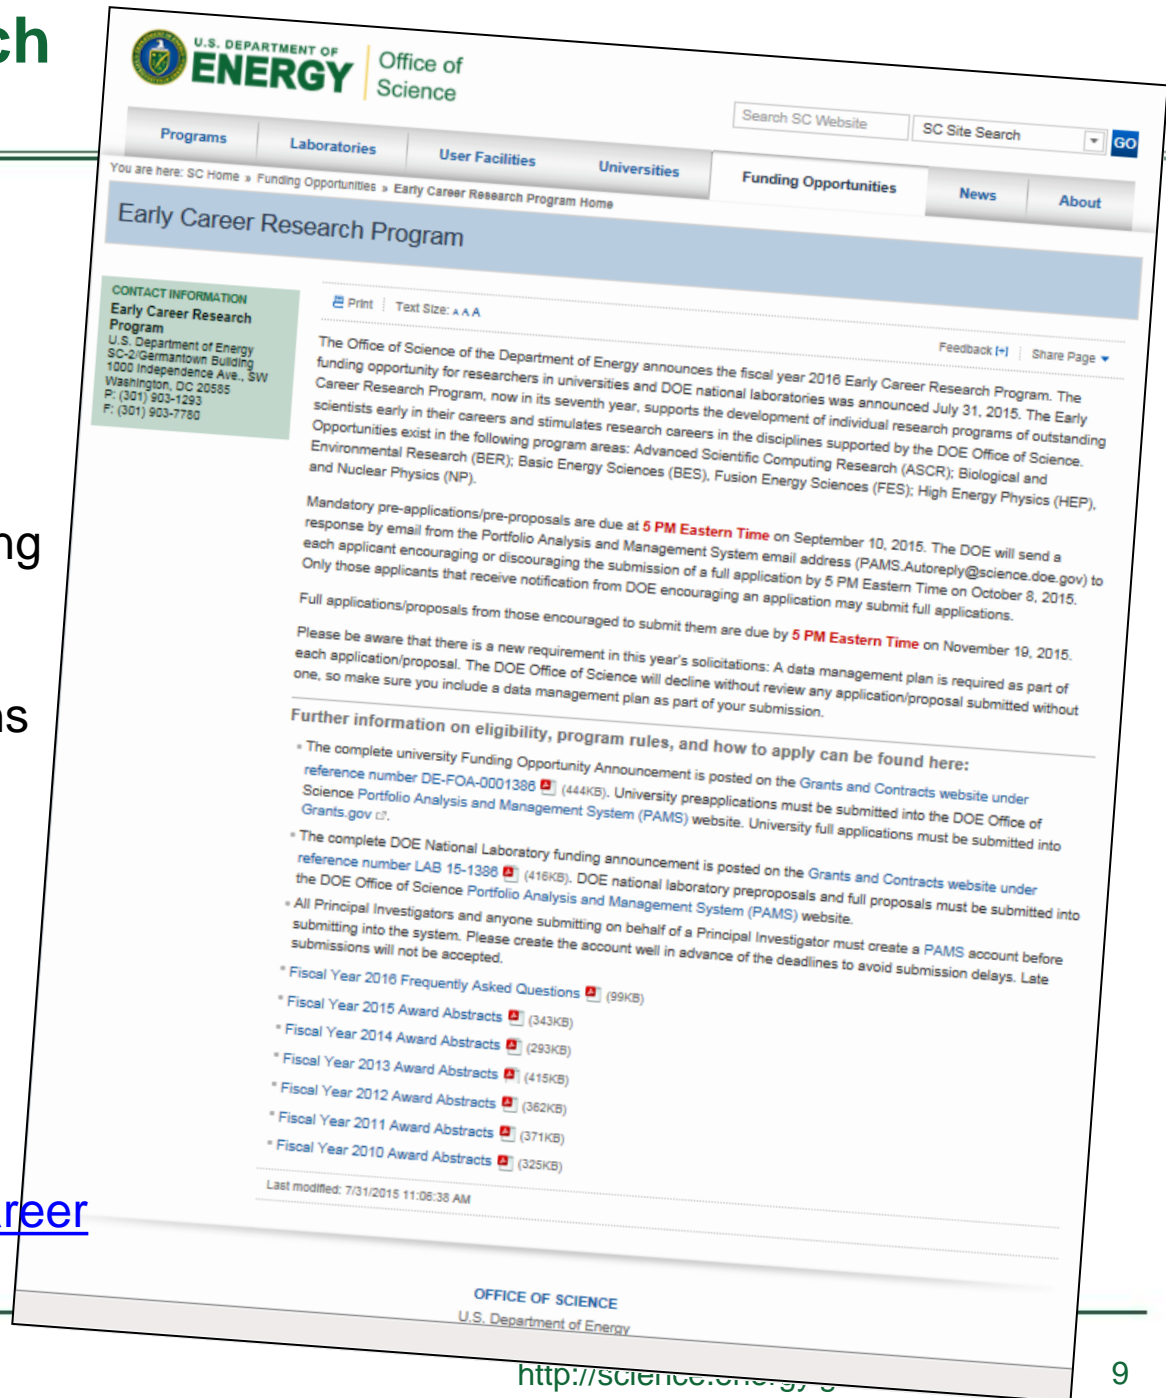 ch
U.S. DEPARTMENT OF
ENERGY
Office of
Science
Search SC Website
SC Site Search
GO
Programs
Laboratories
User Facilities
Universities
Funding Opportunities
News
About
You are here: SC Home » Funding Opportunities » Early Career Research Program Home
Early Career Research Program
CONTACT INFORMATION
Early Career Research
Program
U.S. Department of Energy
SC-2/Germantown Building
1000 Independence Ave., SW
Washington, DC 20585
P: (301) 903-1293
F: (301) 903-7780
Print
Text Size: A A A
Feedback [+]
Share Page
The Office of Science of the Department of Energy announces the fiscal year 2016 Early Career Research Program. The
funding opportunity for researchers in universities and DOE national laboratories was announced July 31, 2015. The Early
Career Research Program, now in its seventh year, supports the development of individual research programs of outstanding
scientists early in their careers and stimulates research careers in the disciplines supported by the DOE Office of Science.
Opportunities exist in the following program areas: Advanced Scientific Computing Research (ASCR); Biological and
Environmental Research (BER); Basic Energy Sciences (BES), Fusion Energy Sciences (FES); High Energy Physics (HEP),
and Nuclear Physics (NP).
Mandatory pre-applications/pre-proposals are due at 5 PM Eastern Time on September 10, 2015. The DOE will send a
response by email from the Portfolio Analysis and Management System email address (PAMS.Autoreply@science.doe.gov) to
each applicant encouraging or discouraging the submission of a full application by 5 PM Eastern Time on October 8, 2015.
Only those applicants that receive notification from DOE encouraging an application may submit full applications.
Full applications/proposals from those encouraged to submit them are due by 5 PM Eastern Time on November 19, 2015.
Please be aware that there is a new requirement in this year's solicitations: A data management plan is required as part of
each application/proposal. The DOE Office of Science will decline without review any application/proposal submitted without
one, so make sure you include a data management plan as part of your submission.
Further information on eligibility, program rules, and how to apply can be found here:
The complete university Funding Opportunity Announcement is posted on the Grants and Contracts website under
reference number DE-FOA-0001386 (444KB). University preapplications must be submitted into the DOE Office of
Science Portfolio Analysis and Management System (PAMS) website. University full applications must be submitted into
Grants.gov.
The complete DOE National Laboratory funding announcement is posted on the Grants and Contracts website under
reference number LAB 15-1386 (416KB). DOE national laboratory preproposals and full proposals must be submitted into
the DOE Office of Science Portfolio Analysis and Management System (PAMS) website.
All Principal Investigators and anyone submitting on behalf of a Principal Investigator must create a PAMS account before
submitting into the system. Please create the account well in advance of the deadlines to avoid submission delays. Late
submissions will not be accepted.
Fiscal Year 2016 Frequently Asked Questions (99KB)
Fiscal Year 2015 Award Abstracts (343KB)
Fiscal Year 2014 Award Abstracts (293KB)
Fiscal Year 2013 Award Abstracts (415KB)
Fiscal Year 2012 Award Abstracts (362KB)
Fiscal Year 2011 Award Abstracts (371KB)
Fiscal Year 2010 Award Abstracts (325KB)
Last modified: 7/31/2015 11:06:38 AM
OFFICE OF SCIENCE
U.S. Department of Energy
ng
ns
reer
9